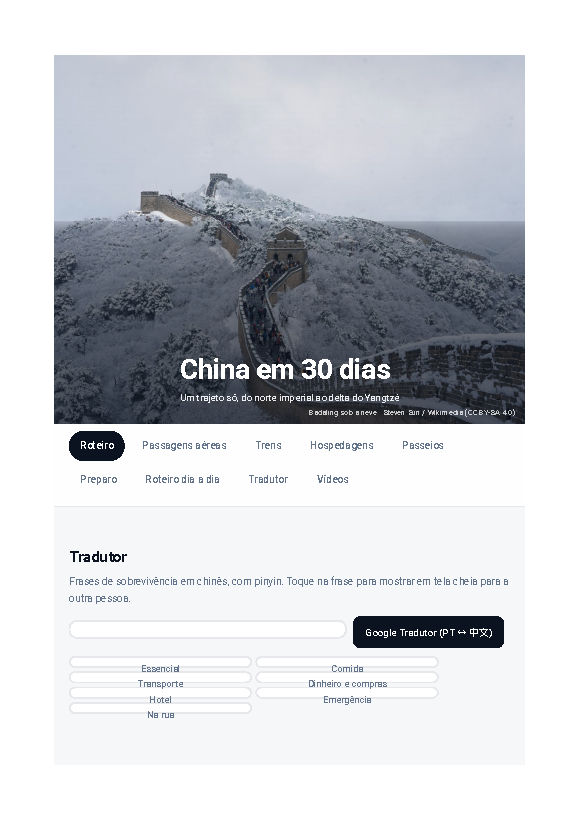 China em 30 dias
Um trajeto só, do norte imperial ao delta do Yangtzé
Badaling sob a neve Steven Sun / Wikimedia (CC BY-SA 4.0)
Roteiro Passagens aéreas Trens Hospedagens Passeios
Preparo Roteiro dia a dia Tradutor Vídeos
Tradutor
Frases de sobrevivência em chinês, com pinyin. Toque na frase para mostrar em tela cheia para a
outra pessoa.
Google Tradutor (PT ↔ 中文)
Essencial Comida
Transporte Dinheiro e compras
Hotel Emergência
Na rua